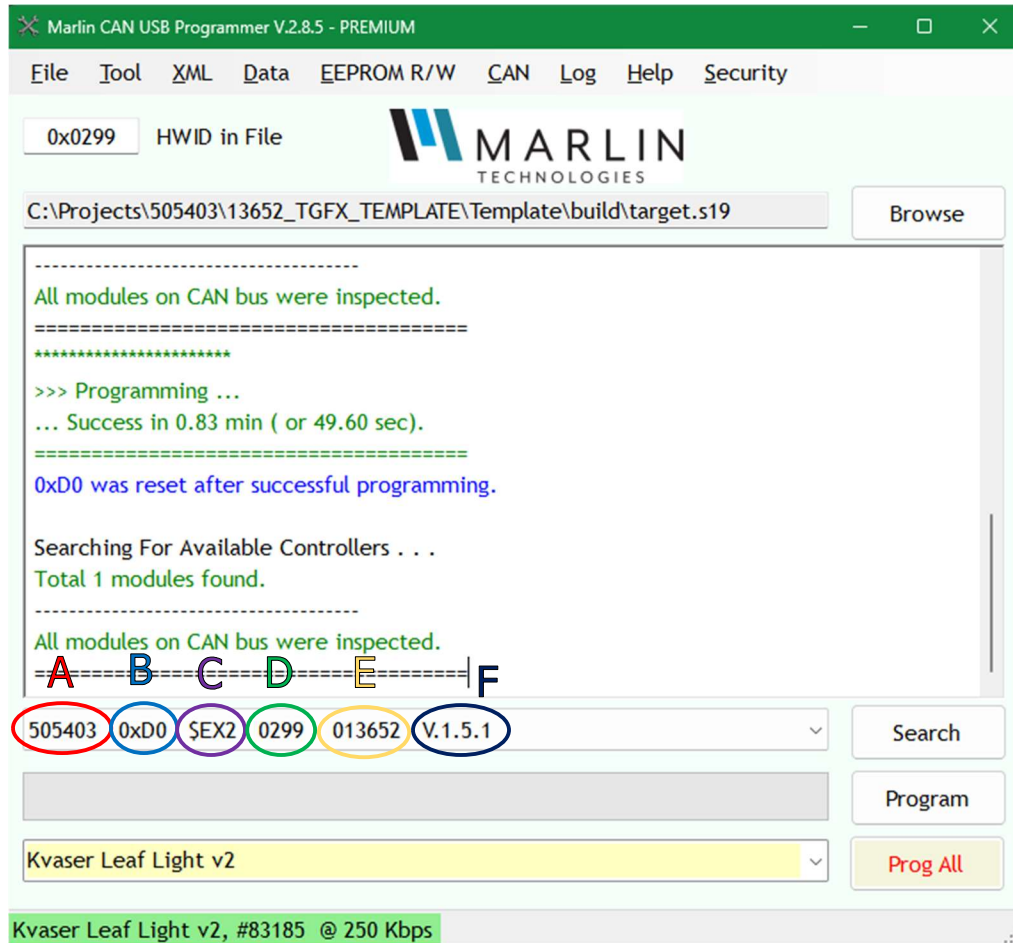 Marlin CAN USB Programmer V.2.8.5 - PREMIUM
File Tool XML Data EEPROM R/W CAN Log Help Security
0x0299 HWID in File
MARLIN
TECHNOLOGIES
C:\Projects\505403\13652_TGFX_TEMPLATE\Template\build\target.s19 Browse
--------------------------------------
All modules on CAN bus were inspected.
======================================
***********************
>>> Programming ...
... Success in 0.83 min ( or 49.60 sec).
======================================
0xD0 was reset after successful programming.
Searching For Available Controllers . . .
Total 1 modules found.
--------------------------------------
All modules on CAN bus were inspected.
======================================
A B C D E F
505403 0xD0 $EX2 0299 013652 V.1.5.1 Search
Program
Kvaser Leaf Light v2 Prog All
Kvaser Leaf Light v2, #83185 @ 250 Kbps